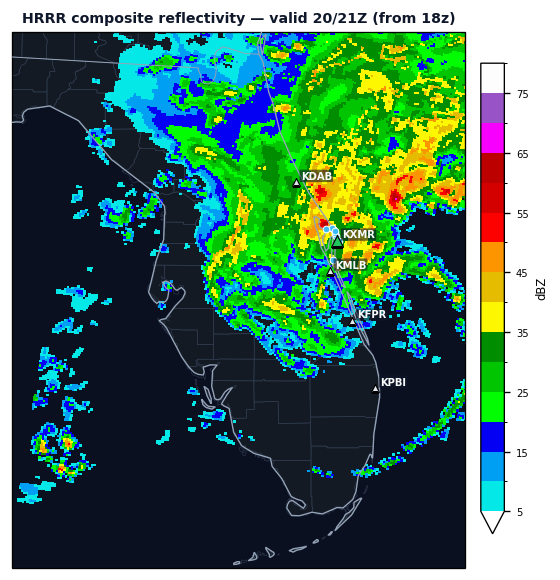 HRRR composite reflectivity — valid 20/21Z (from 18z)
75
65
55
45
35
25
15
5
dBZ
KDAB
KXMR
KMLB
KFPR
KPBI